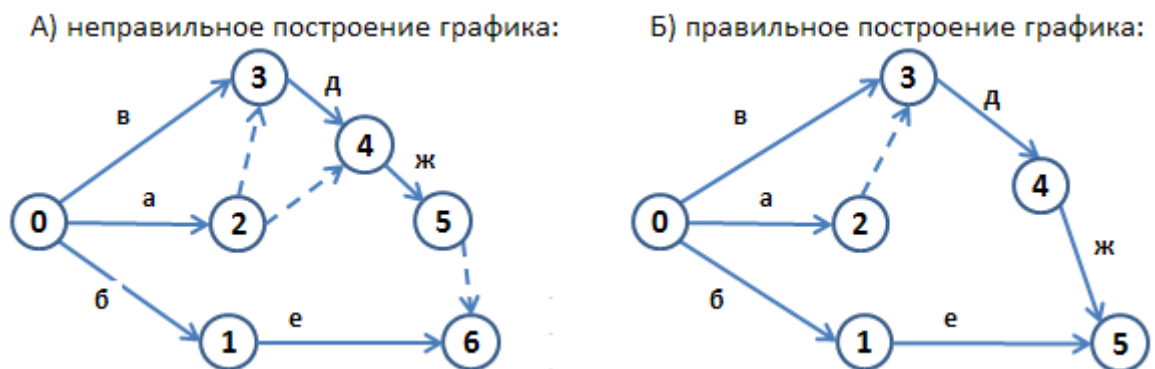 А) неправильное построение графика:
3
д
в
4
ж
а
0
2
5
б
е
1
6
Б) правильное построение графика:
3
д
в
4
а
0
2
ж
б
е
1
5